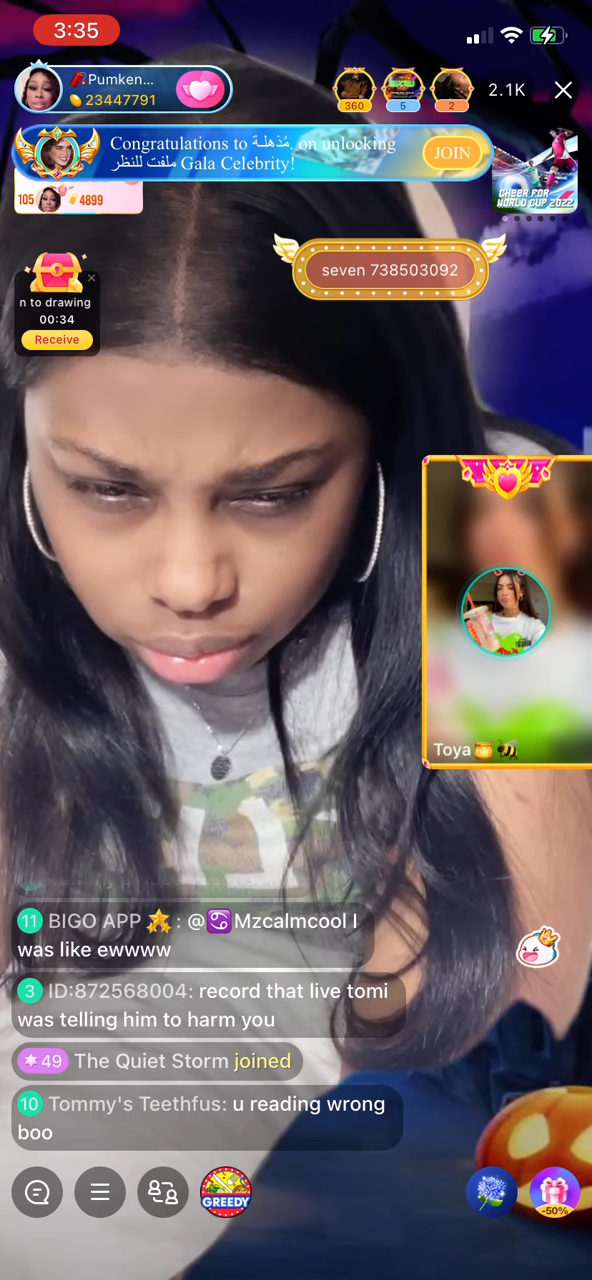 3:35
Pumken...
23447791
360
5
2
2.1K
Congratulations to مُذهلة. on unlocking
ملفت للنظر Gala Celebrity!
JOIN
105
4899
CHEER FOR
WORLD CUP 2022
seven 738503092
n to drawing
00:34
Receive
Toya🍯🐝
11 BIGO APP ⭐ : @♋Mzcalmcool I
was like ewwww
3 ID:872568004: record that live tomi
was telling him to harm you
49 The Quiet Storm joined
10 Tommy's Teethfus: u reading wrong
boo
GREEDY
-50%